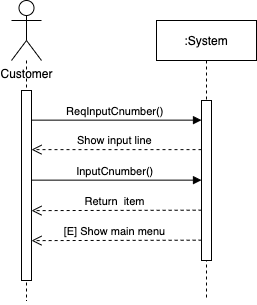 :System
Customer
ReqInputCnumber()
Show input line
InputCnumber()
Return item
[E] Show main menu